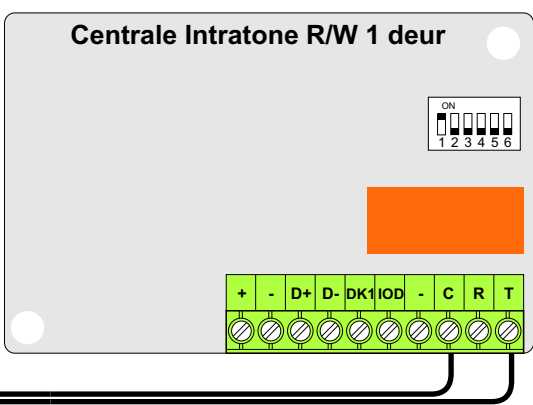 Centrale Intratone R/W 1 deur
ON
1 2 3 4 5 6
+ - D+ D- DK1 IOD - C R T